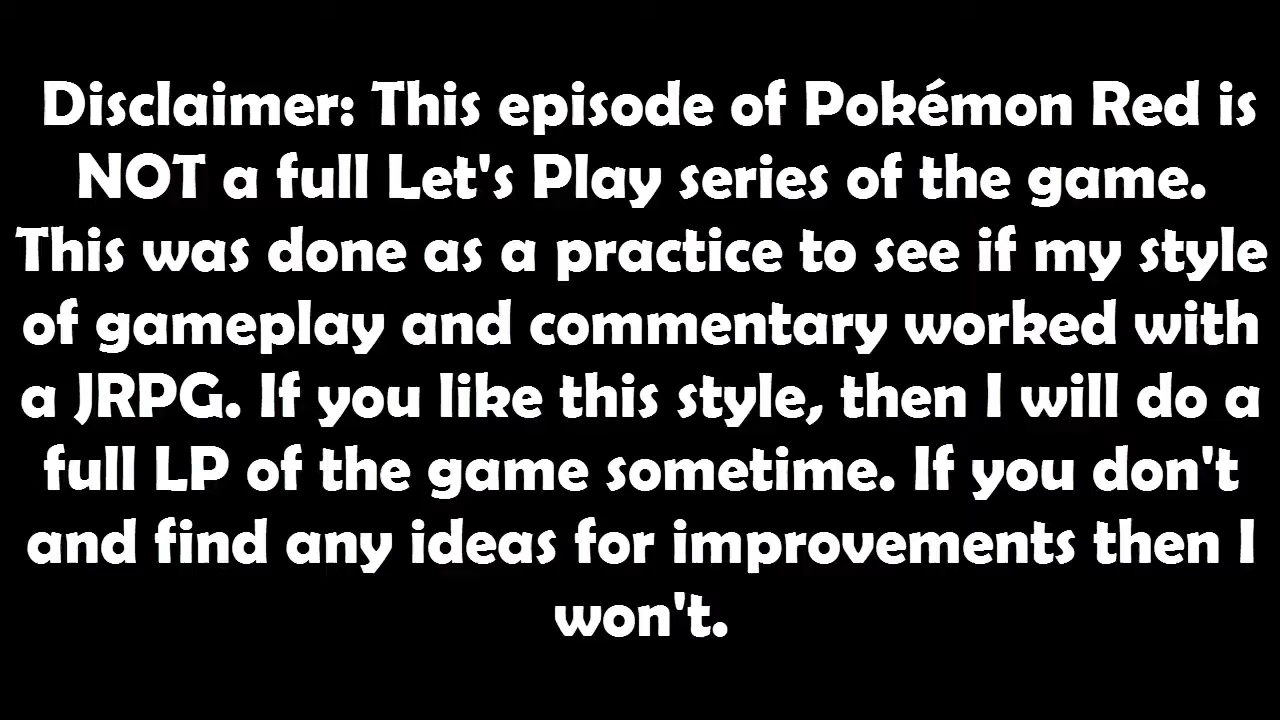 Disclaimer: This episode of Pokémon Red is
NOT a full Let's Play series of the game.
This was done as a practice to see if my style
of gameplay and commentary worked with
a JRPG. If you like this style, then I will do a
full LP of the game sometime. If you don't
and find any ideas for improvements then I
won't.